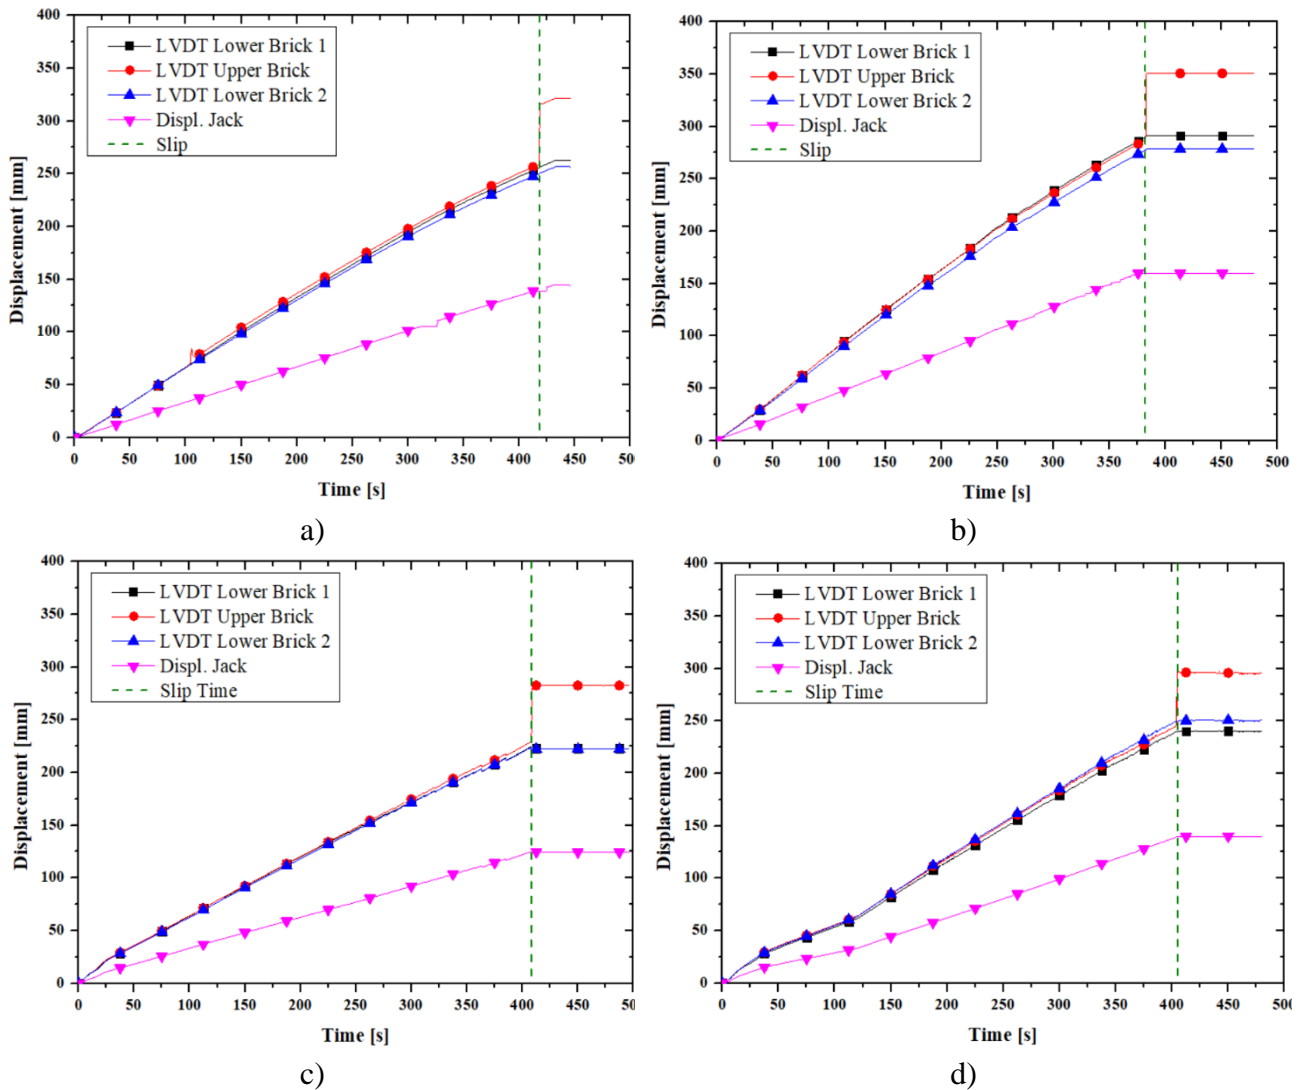 400
350
300
250
200
150
100
50
0
Displacement [mm]
LVDT Lower Brick 1
LVDT Upper Brick
LVDT Lower Brick 2
Displ. Jack
Slip
0
50
100
150
200
250
300
350
400
450
500
Time [s]
a)
400
350
300
250
200
150
100
50
0
Displacement [mm]
LVDT Lower Brick 1
LVDT Upper Brick
LVDT Lower Brick 2
Displ. Jack
Slip
0
50
100
150
200
250
300
350
400
450
500
Time [s]
b)
400
350
300
250
200
150
100
50
0
Displacement [mm]
LVDT Lower Brick 1
LVDT Upper Brick
LVDT Lower Brick 2
Displ. Jack
Slip Time
0
50
100
150
200
250
300
350
400
450
500
Time [s]
c)
400
350
300
250
200
150
100
50
0
Displacement [mm]
LVDT Lower Brick 1
LVDT Upper Brick
LVDT Lower Brick 2
Displ. Jack
Slip Time
0
50
100
150
200
250
300
350
400
450
500
Time [s]
d)